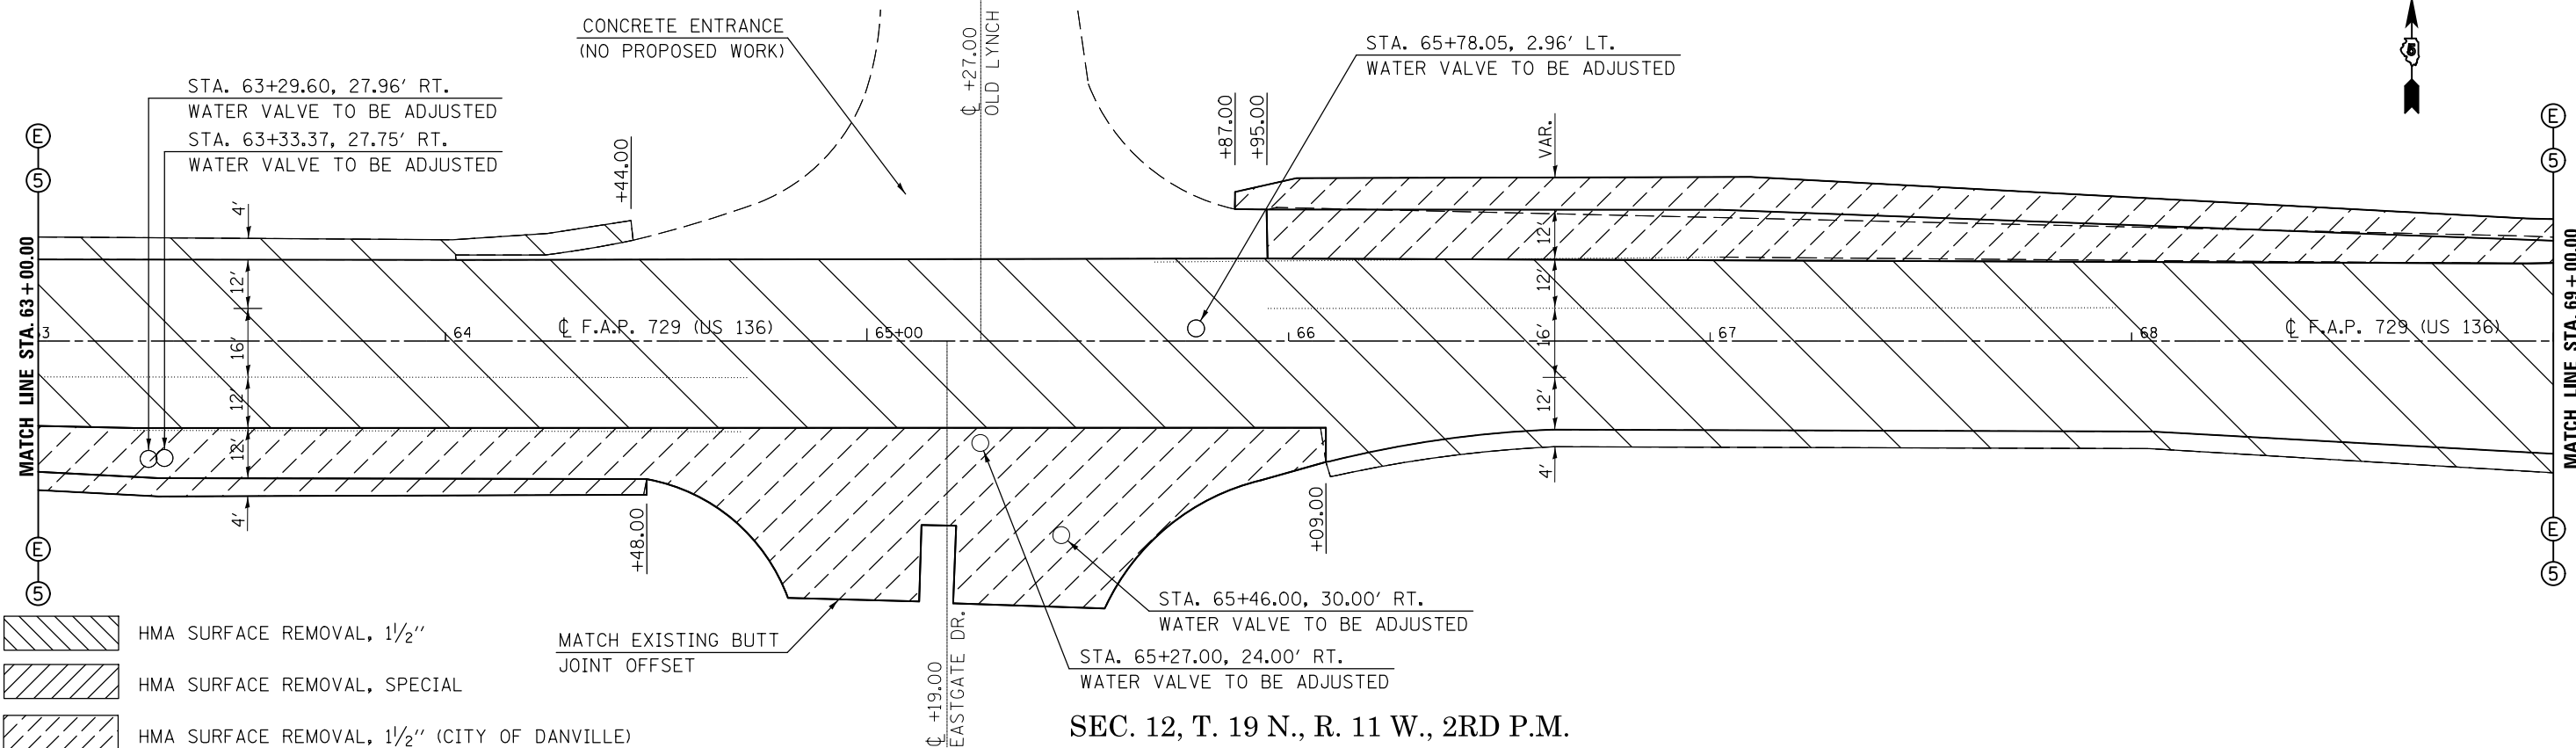 CONCRETE ENTRANCE
(NO PROPOSED WORK)
℄ +27.00
OLD LYNCH
STA. 65+78.05, 2.96' LT.
WATER VALVE TO BE ADJUSTED
5
STA. 63+29.60, 27.96' RT.
WATER VALVE TO BE ADJUSTED
STA. 63+33.37, 27.75' RT.
WATER VALVE TO BE ADJUSTED
E
5
+44.00
+87.00
+95.00
VAR.
E
5
4'
12'
16'
12'
12'
4'
12'
12'
16'
12'
4'
MATCH LINE STA. 63+00.00
3
64
℄ F.A.P. 729 (US 136)
65+00
66
67
68
℄ F.A.P. 729 (US 136)
MATCH LINE STA. 69+00.00
E
5
+48.00
+09.00
E
5
STA. 65+46.00, 30.00' RT.
WATER VALVE TO BE ADJUSTED
STA. 65+27.00, 24.00' RT.
WATER VALVE TO BE ADJUSTED
MATCH EXISTING BUTT
JOINT OFFSET
℄ +19.00
EASTGATE DR.
HMA SURFACE REMOVAL, 1½"
HMA SURFACE REMOVAL, SPECIAL
HMA SURFACE REMOVAL, 1½" (CITY OF DANVILLE)
SEC. 12, T. 19 N., R. 11 W., 2RD P.M.